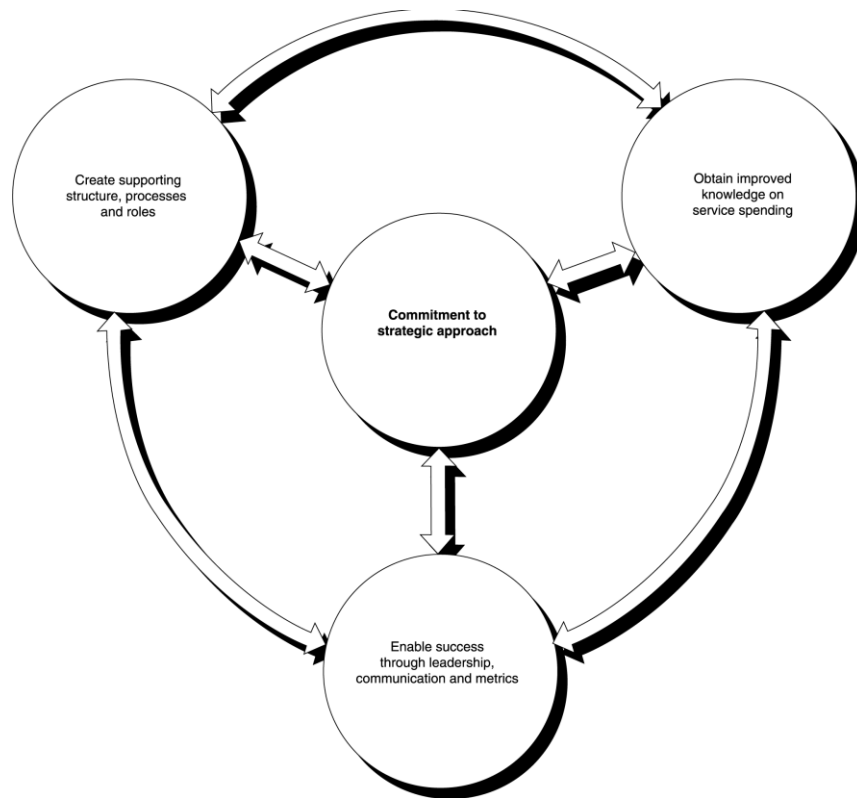 Create supporting
structure, processes
and roles
Obtain improved
knowledge on
service spending
Commitment to
strategic approach
Enable success
through leadership,
communication and metrics